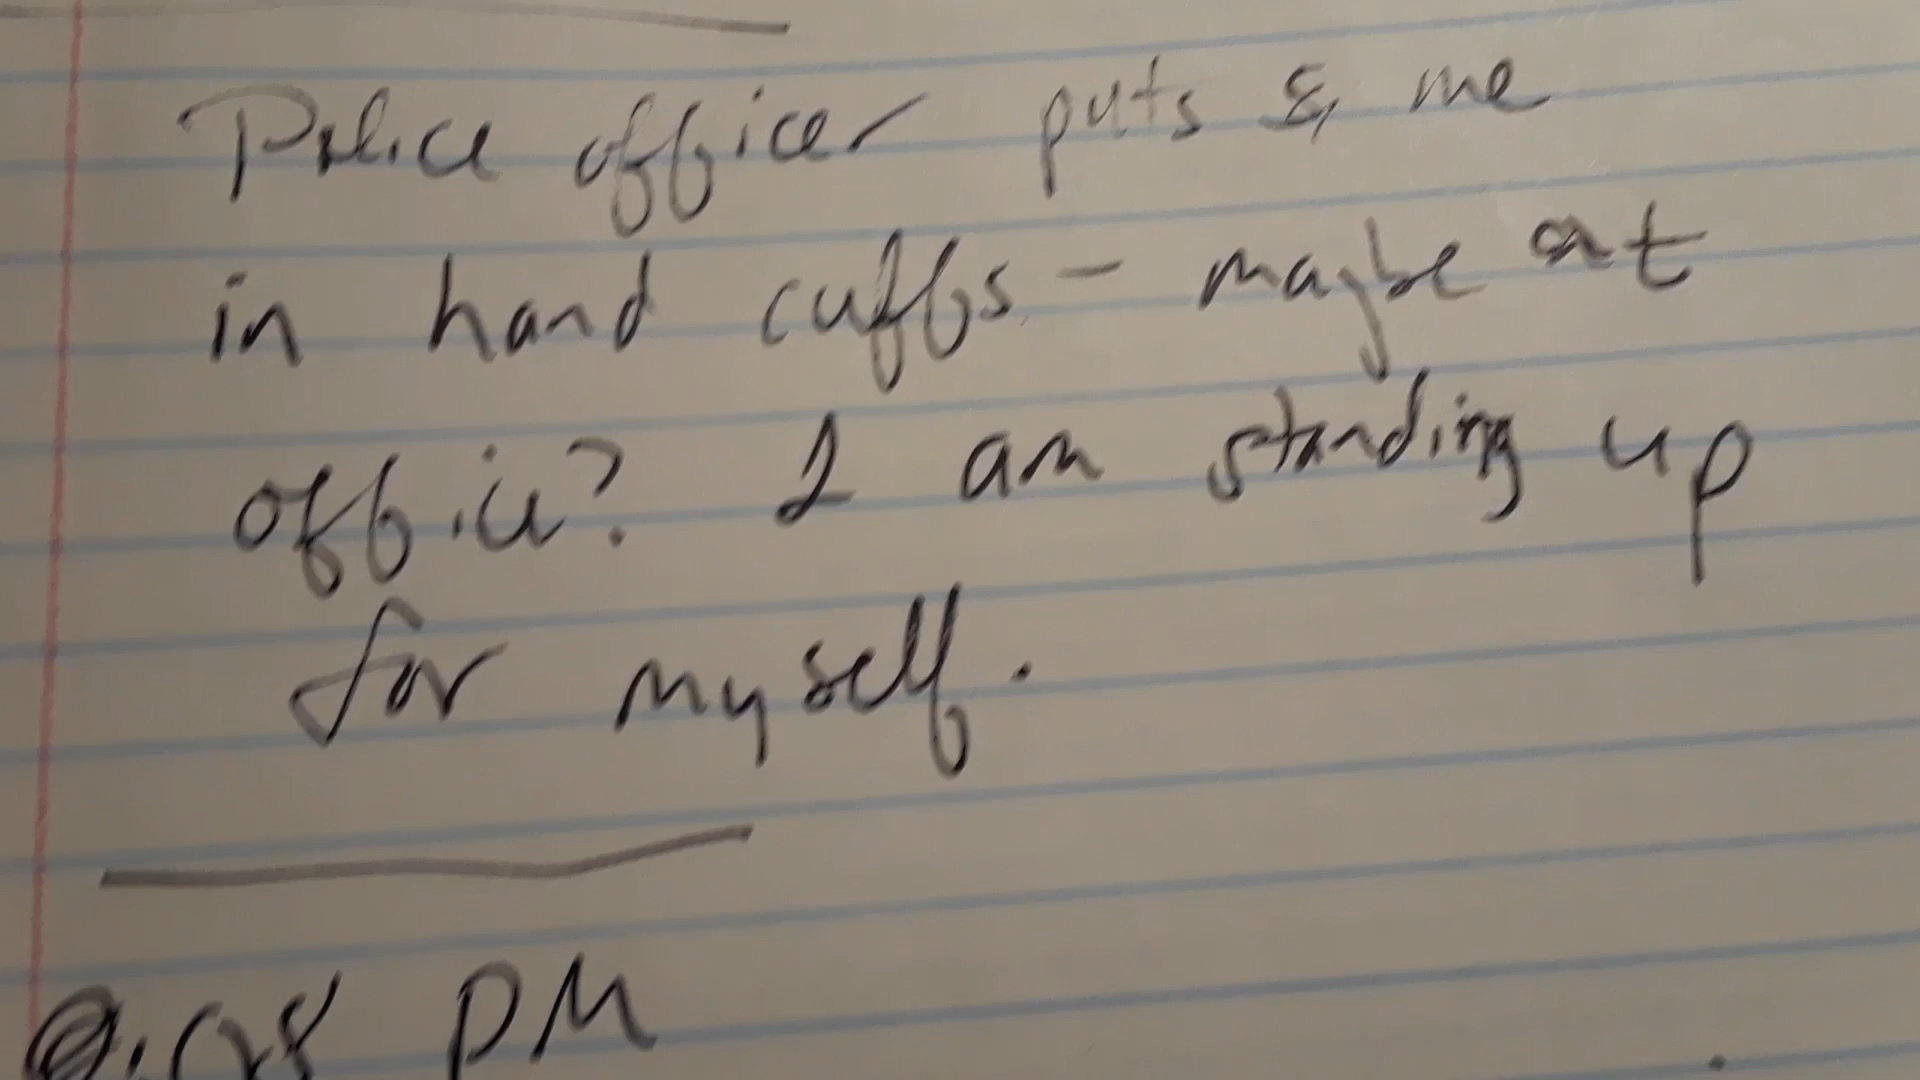 Police officer puts & me
in hand cuffs - maybe at
office? I am standing up
for myself.
PM